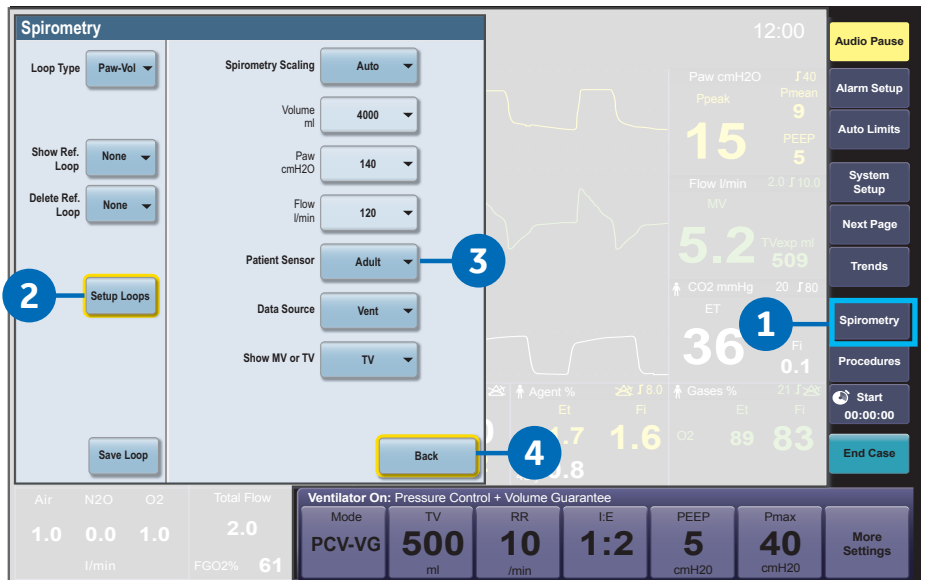 Spirometry
Loop Type Paw-Vol
Show Ref. Loop None
Delete Ref. Loop None
2 Setup Loops
Save Loop
Spirometry Scaling Auto
Volume ml 4000
Paw cmH2O 140
Flow l/min 120
Patient Sensor Adult 3
Data Source Vent
Show MV or TV TV
Back 4
12:00
Paw cmH2O 40
Ppeak Pmean
15 9
PEEP
5
Flow l/min 2.0 10.0
MV
5.2 TVexp ml
509
CO2 mmHg 20 80
ET
36 Fi
0.1
Agent % 8.0
Et Fi
.7 1.6
.8
Gases % 21
Et Fi
O2 89 83
Audio Pause
Alarm Setup
Auto Limits
System
Setup
Next Page
Trends
1 Spirometry
Procedures
Start
00:00:00
End Case
Air N2O O2
1.0 0.0 1.0
l/min
Total Flow
2.0
FGO2% 61
Ventilator On: Pressure Control + Volume Guarantee
Mode TV RR I:E PEEP Pmax
PCV-VG 500 10 1:2 5 40
ml /min cmH20 cmH20
More
Settings